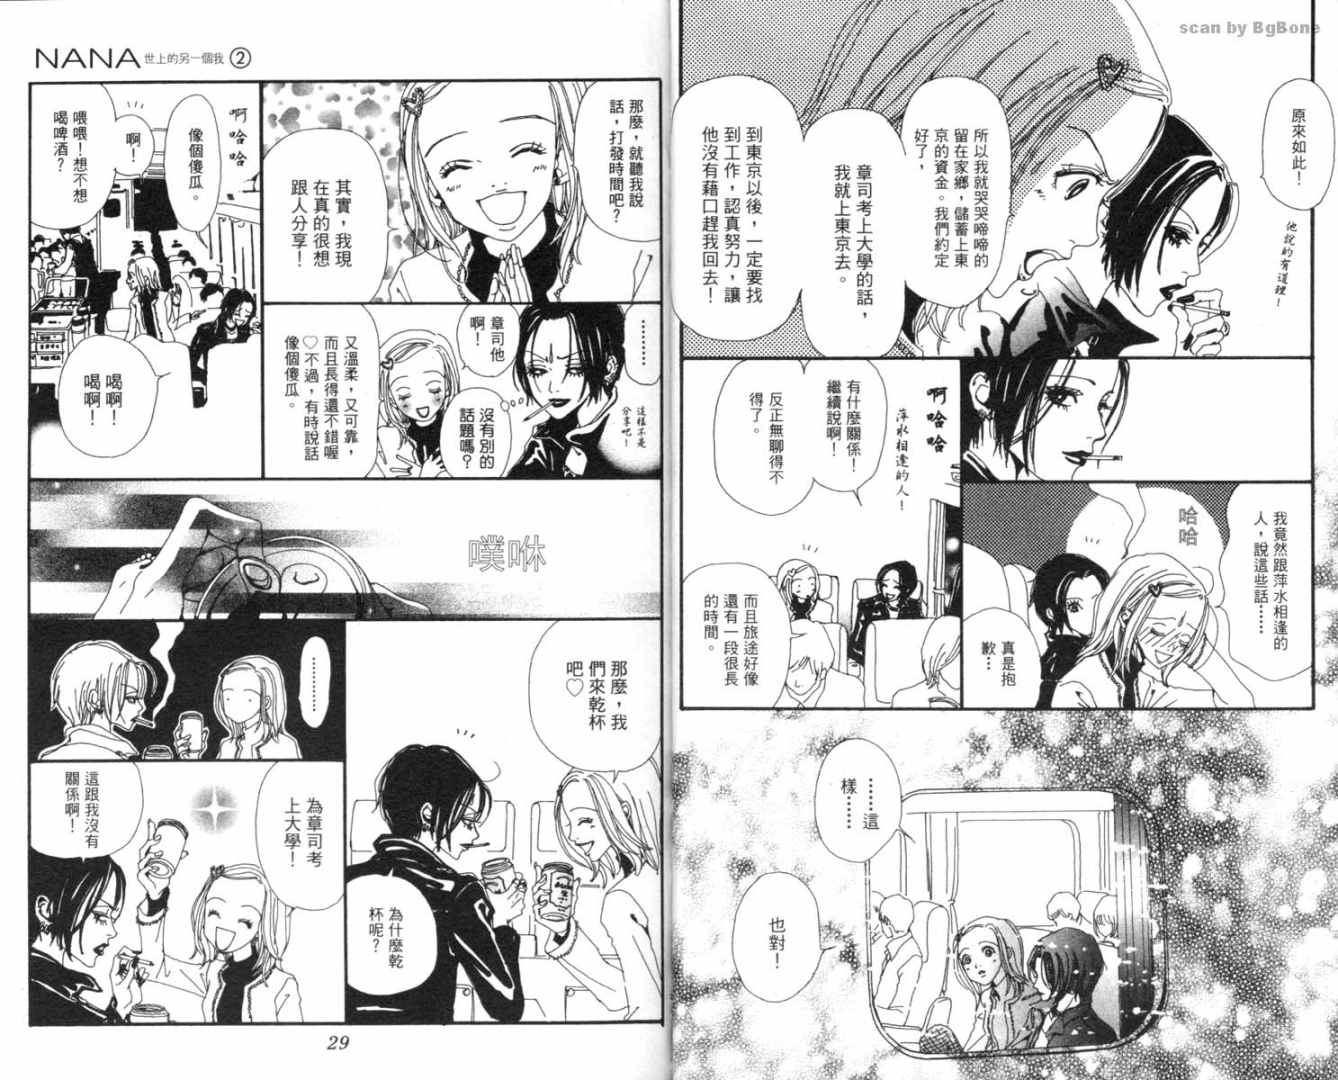 scan by BgBone
原來如此！
他說的有道理！
所以我就哭哭啼啼的
留在家鄉，儲蓄上東
京的資金。我們約定
好了，
章司考上大學的話，
我就上東京去。
到東京以後，一定要找
到工作，認真努力，讓
他沒有藉口趕我回去！
我竟然跟萍水相逢的
人，說這些話……
哈哈
真是抱
歉…
啊哈哈
萍水相逢的人！
有什麼關係！
繼續說啊！
反正無聊得不
得了。
而且旅途好像
還有一段很長
的時間。
……這
樣……
也對！
NANA 世上的另一個我 ②
那麼，就聽我說
話，打發時間吧？
其實，我現
在真的很想
跟人分享！
………
這樣不是
分享吧！
章司他
啊！
沒有別的
話題嗎？
又溫柔，又可靠，
而且長得還不錯喔
♡不過，有時說話
像個傻瓜。
啊哈哈
像個傻瓜。
啊！
喂喂！想不想
喝啤酒？
喝啊！
喝啊！
噗咻
那麼，我
們來乾杯
吧♡
為什麼乾
杯呢？
………
為章司考
上大學！
這跟我沒有
關係啊！
29